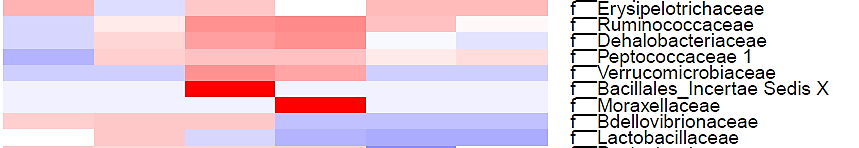 f__Erysipelotrichaceae
f__Ruminococcaceae
f__Dehalobacteriaceae
f__Peptococcaceae 1
f__Verrucomicrobiaceae
f__Bacillales_Incertae Sedis X
f__Moraxellaceae
f__Bdellovibrionaceae
f__Lactobacillaceae